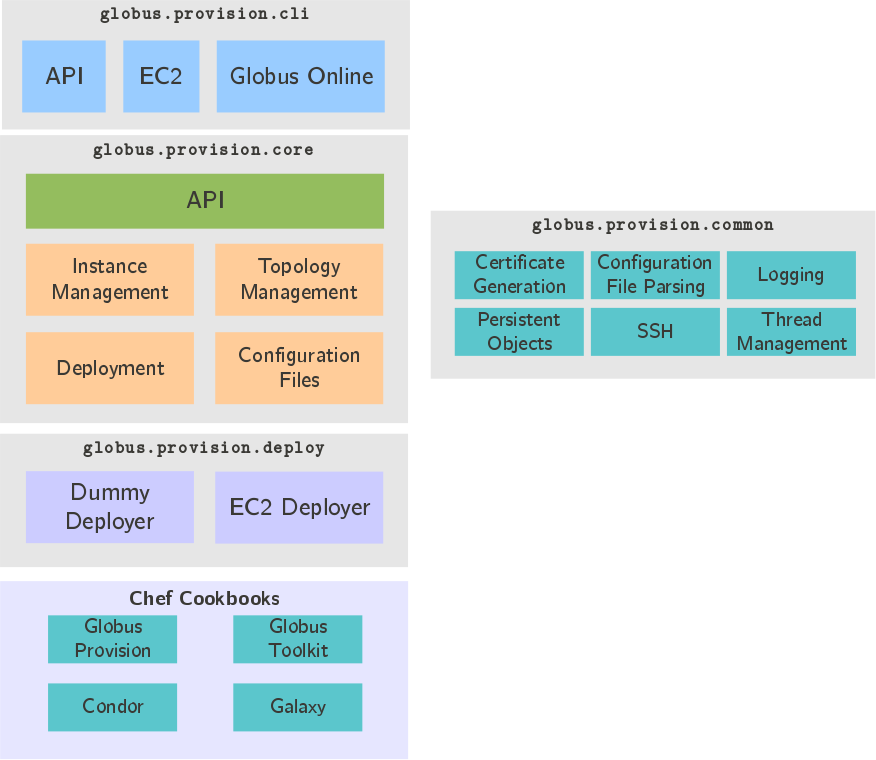 globus.provision.cli
API
EC2
Globus Online
globus.provision.core
API
Instance
Management
Topology
Management
Deployment
Configuration
Files
globus.provision.deploy
Dummy
Deployer
EC2 Deployer
Chef Cookbooks
Globus
Provision
Globus
Toolkit
Condor
Galaxy
globus.provision.common
Certificate
Generation
Configuration
File Parsing
Logging
Persistent
Objects
SSH
Thread
Management